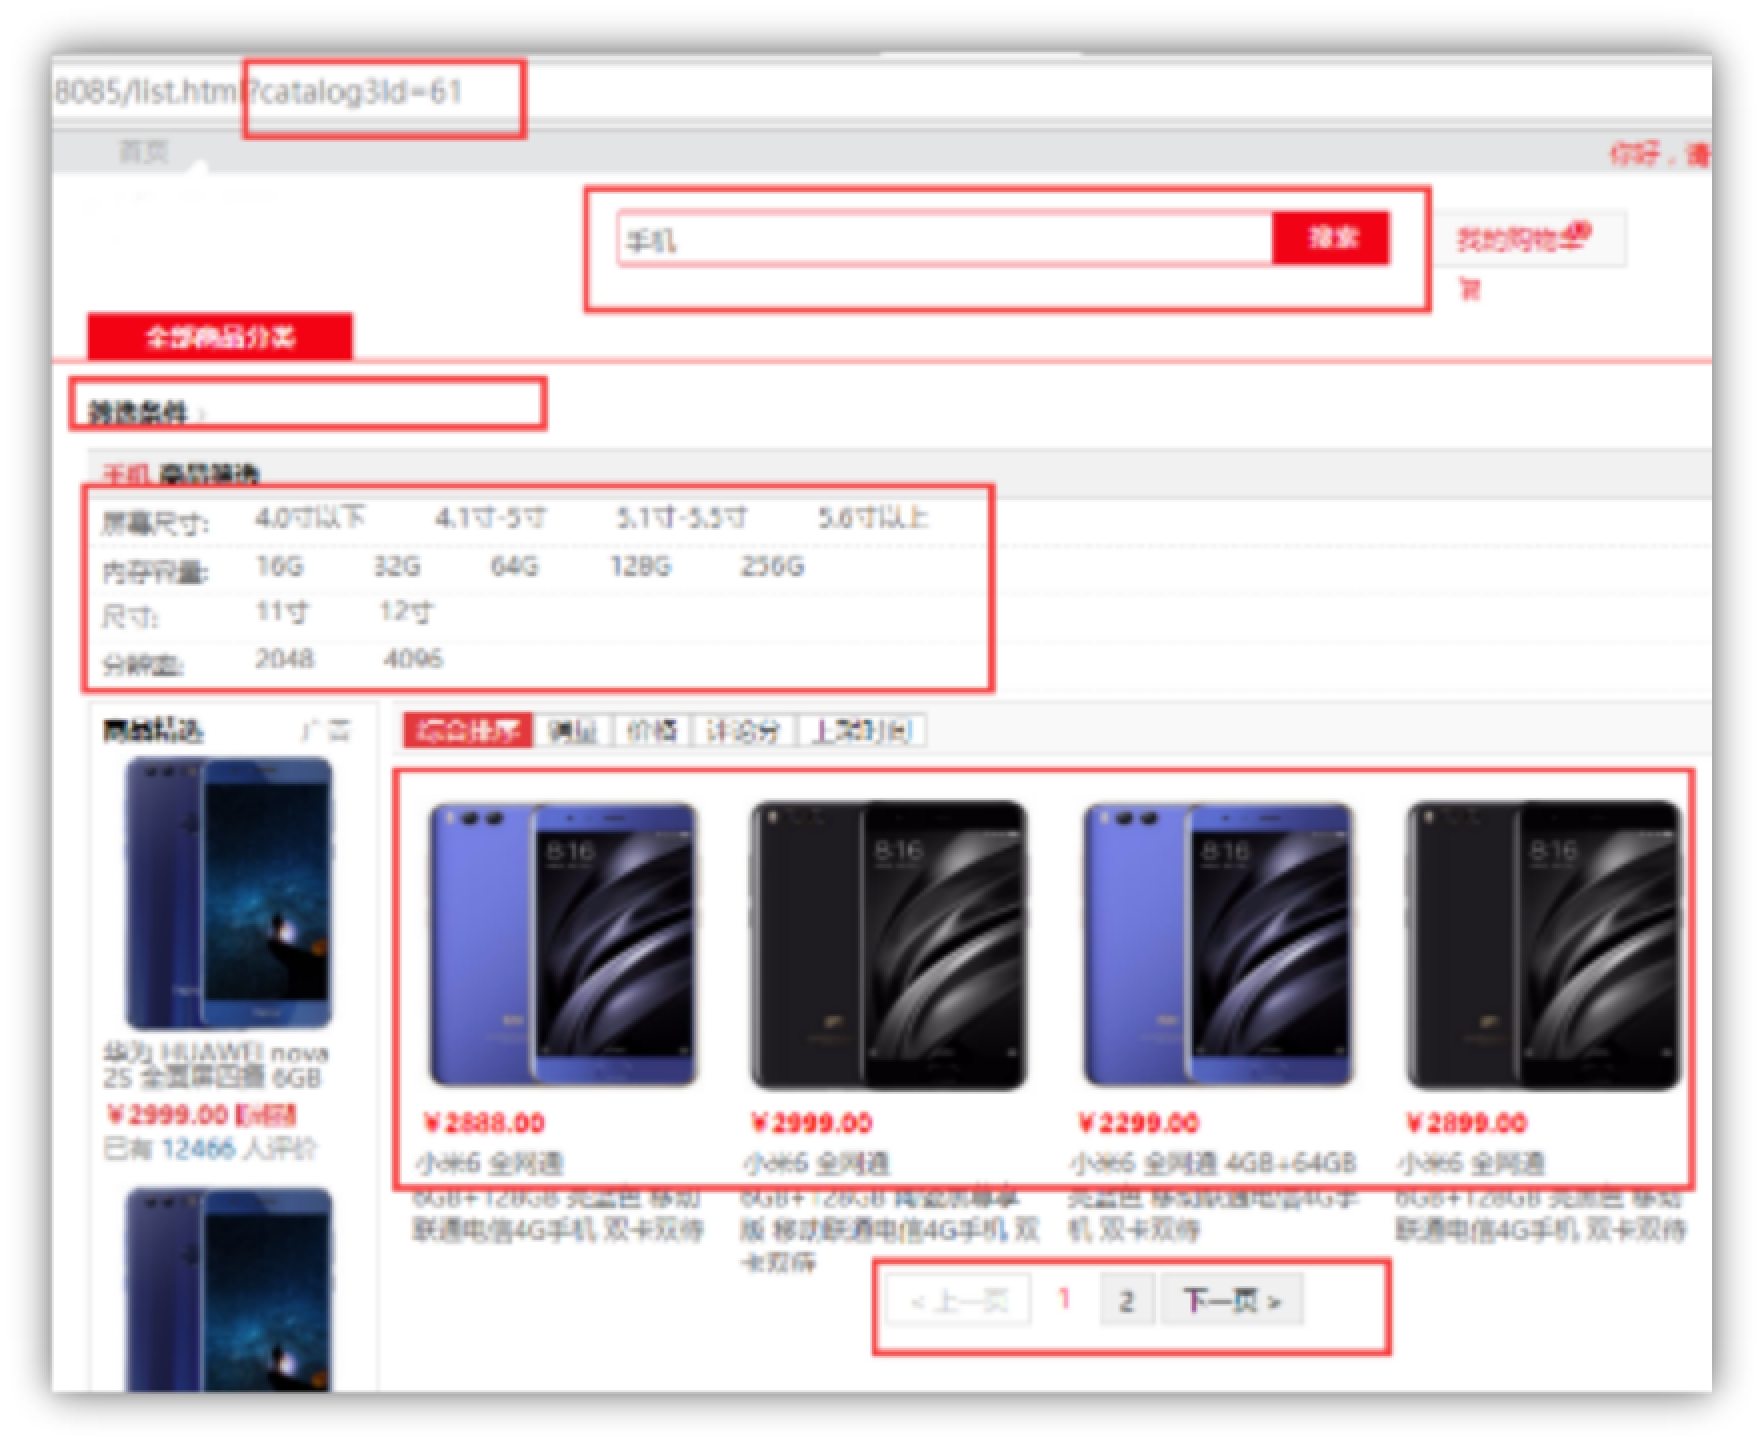 8085/list.html?catalog3Id=61
首页
你好，请
手机 搜索 我的购物车
全部商品分类
筛选条件
手机 商品筛选
屏幕尺寸: 4.0寸以下 4.1寸-5寸 5.1寸-5.5寸 5.6寸以上
内存容量: 16G 32G 64G 128G 256G
尺寸: 11寸 12寸
分辨率: 2048 4096
商品精选 广告
综合排序 销量 价格 评论分 上架时间
8:16 8:16 8:16 8:16
华为 HUAWEI nova
2S 全面屏四摄 6GB
¥2999.00
已有 12466 人评价
¥2888.00
小米6 全网通
6GB+128GB 亮蓝色 移动
联通电信4G手机 双卡双待
¥2999.00
小米6 全网通
6GB+128GB 陶瓷黑尊享
版 移动联通电信4G手机 双
卡双待
¥2299.00
小米6 全网通 4GB+64GB
亮蓝色 移动联通电信4G手
机 双卡双待
¥2899.00
小米6 全网通
6GB+128GB 亮黑色 移动
联通电信4G手机 双卡双待
< 上一页 1 2 下一页 >